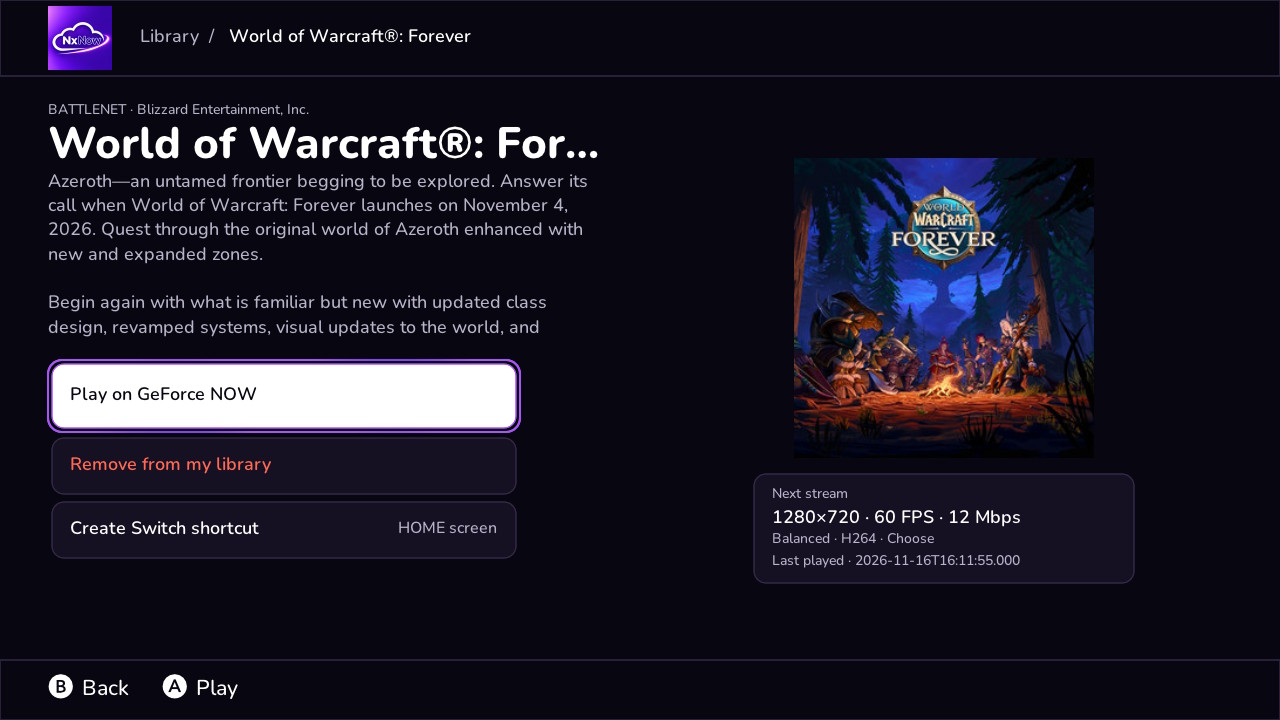 NxNow
Library / World of Warcraft®: Forever
BATTLENET · Blizzard Entertainment, Inc.
World of Warcraft®: For...
Azeroth—an untamed frontier begging to be explored. Answer its
call when World of Warcraft: Forever launches on November 4,
2026. Quest through the original world of Azeroth enhanced with
new and expanded zones.
Begin again with what is familiar but new with updated class
design, revamped systems, visual updates to the world, and
Play on GeForce NOW
Remove from my library
Create Switch shortcut HOME screen
WORLD
WARCRAFT
FOREVER
Next stream
1280×720 · 60 FPS · 12 Mbps
Balanced · H264 · Choose
Last played · 2026-11-16T16:11:55.000
B Back A Play